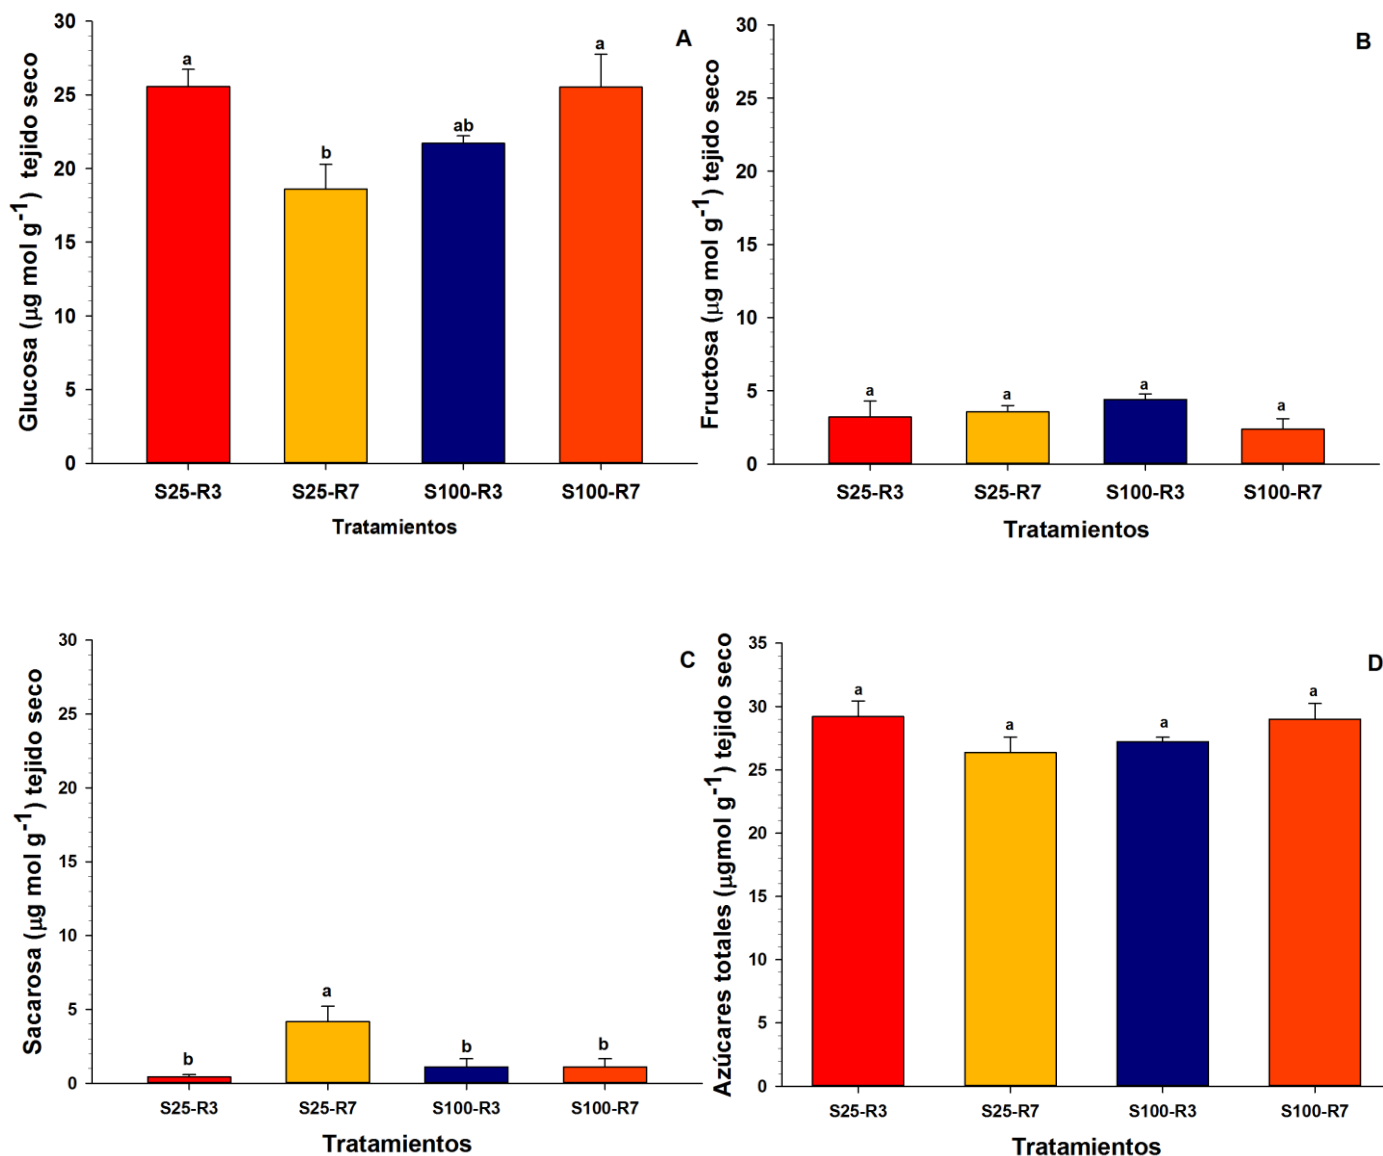 A
Glucosa (μg mol g-1) tejido seco
30
25
20
15
10
5
0
a
b
ab
a
S25-R3 S25-R7 S100-R3 S100-R7
Tratamientos
B
Fructosa (μg mol g-1) tejido seco
30
25
20
15
10
5
0
a
a
a
a
S25-R3 S25-R7 S100-R3 S100-R7
Tratamientos
C
Sacarosa (μg mol g-1) tejido seco
30
25
20
15
10
5
0
b
a
b
b
S25-R3 S25-R7 S100-R3 S100-R7
Tratamientos
D
Azúcares totales (μgmol g-1) tejido seco
35
30
25
20
15
10
5
0
a
a
a
a
S25-R3 S25-R7 S100-R3 S100-R7
Tratamientos